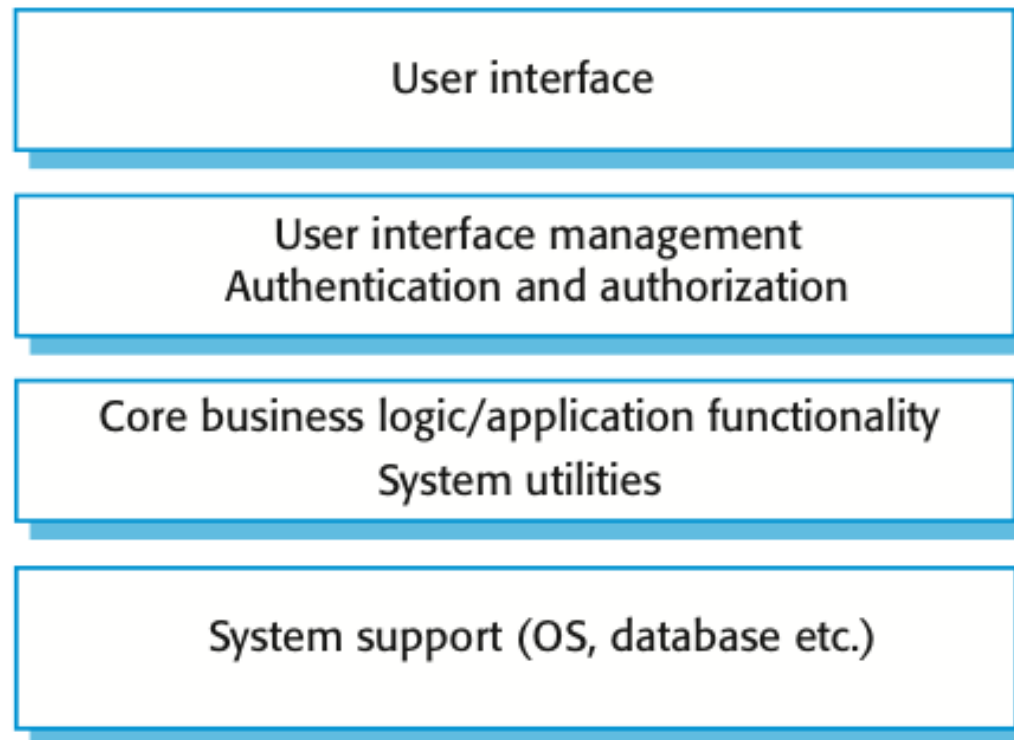 User interface
User interface management
Authentication and authorization
Core business logic/application functionality
System utilities
System support (OS, database etc.)